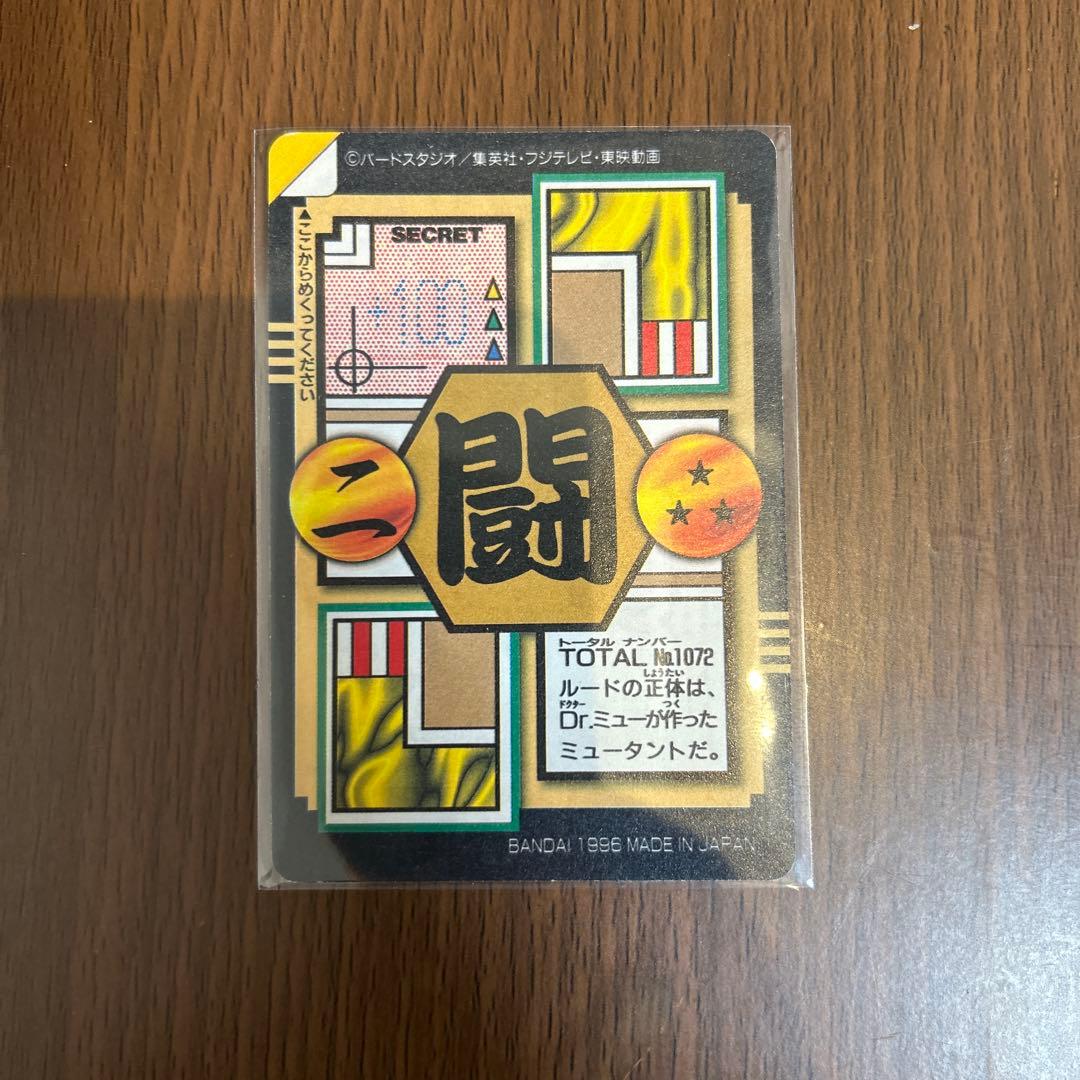 ©バードスタジオ／集英社・フジテレビ・東映動画
▲ここからめくってください
SECRET
+100
闘
二
トータル ナンバー
TOTAL №1072
しょうたい
ルードの正体は、
ドクター つく
Dr.ミューが作った
ミュータントだ。
BANDAI 1996 MADE IN JAPAN